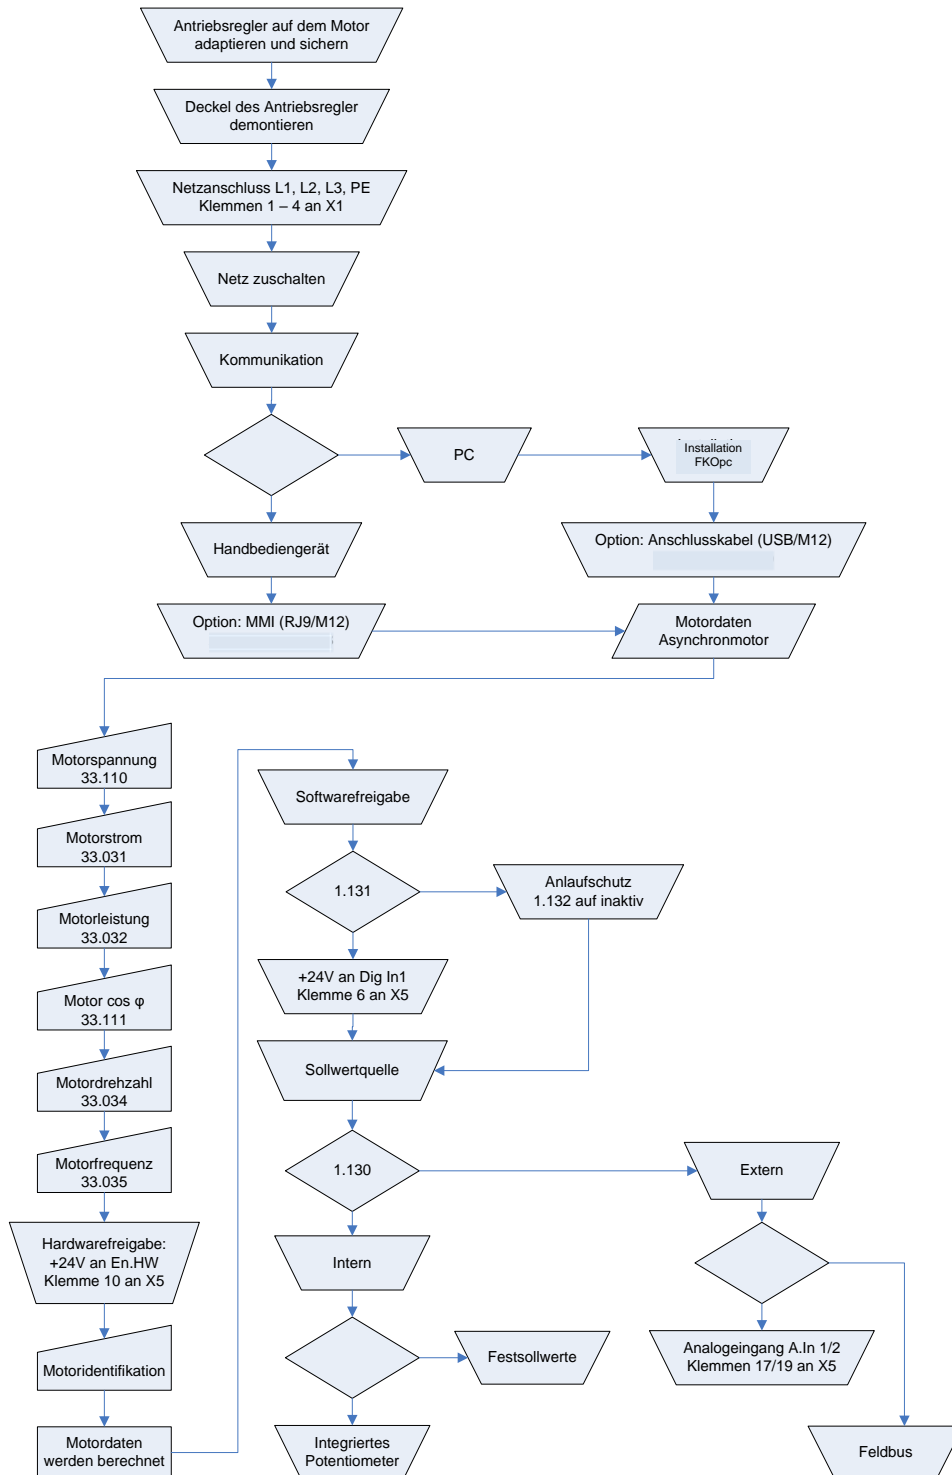 Antriebsregler auf dem Motor
adaptieren und sichern
Deckel des Antriebsregler
demontieren
Netzanschluss L1, L2, L3, PE
Klemmen 1 – 4 an X1
Netz zuschalten
Kommunikation
PC
Installation
FKOpc
Handbediengerät
Option: Anschlusskabel (USB/M12)
Option: MMI (RJ9/M12)
Motordaten
Asynchronmotor
Motorspannung
33.110
Motorstrom
33.031
Motorleistung
33.032
Motor cos φ
33.111
Motordrehzahl
33.034
Motorfrequenz
33.035
Hardwarefreigabe:
+24V an En.HW
Klemme 10 an X5
Motoridentifikation
Motordaten
werden berechnet
Softwarefreigabe
1.131
Anlaufschutz
1.132 auf inaktiv
+24V an Dig In1
Klemme 6 an X5
Sollwertquelle
1.130
Extern
Intern
Festsollwerte
Analogeingang A.In 1/2
Klemmen 17/19 an X5
Integriertes
Potentiometer
Feldbus